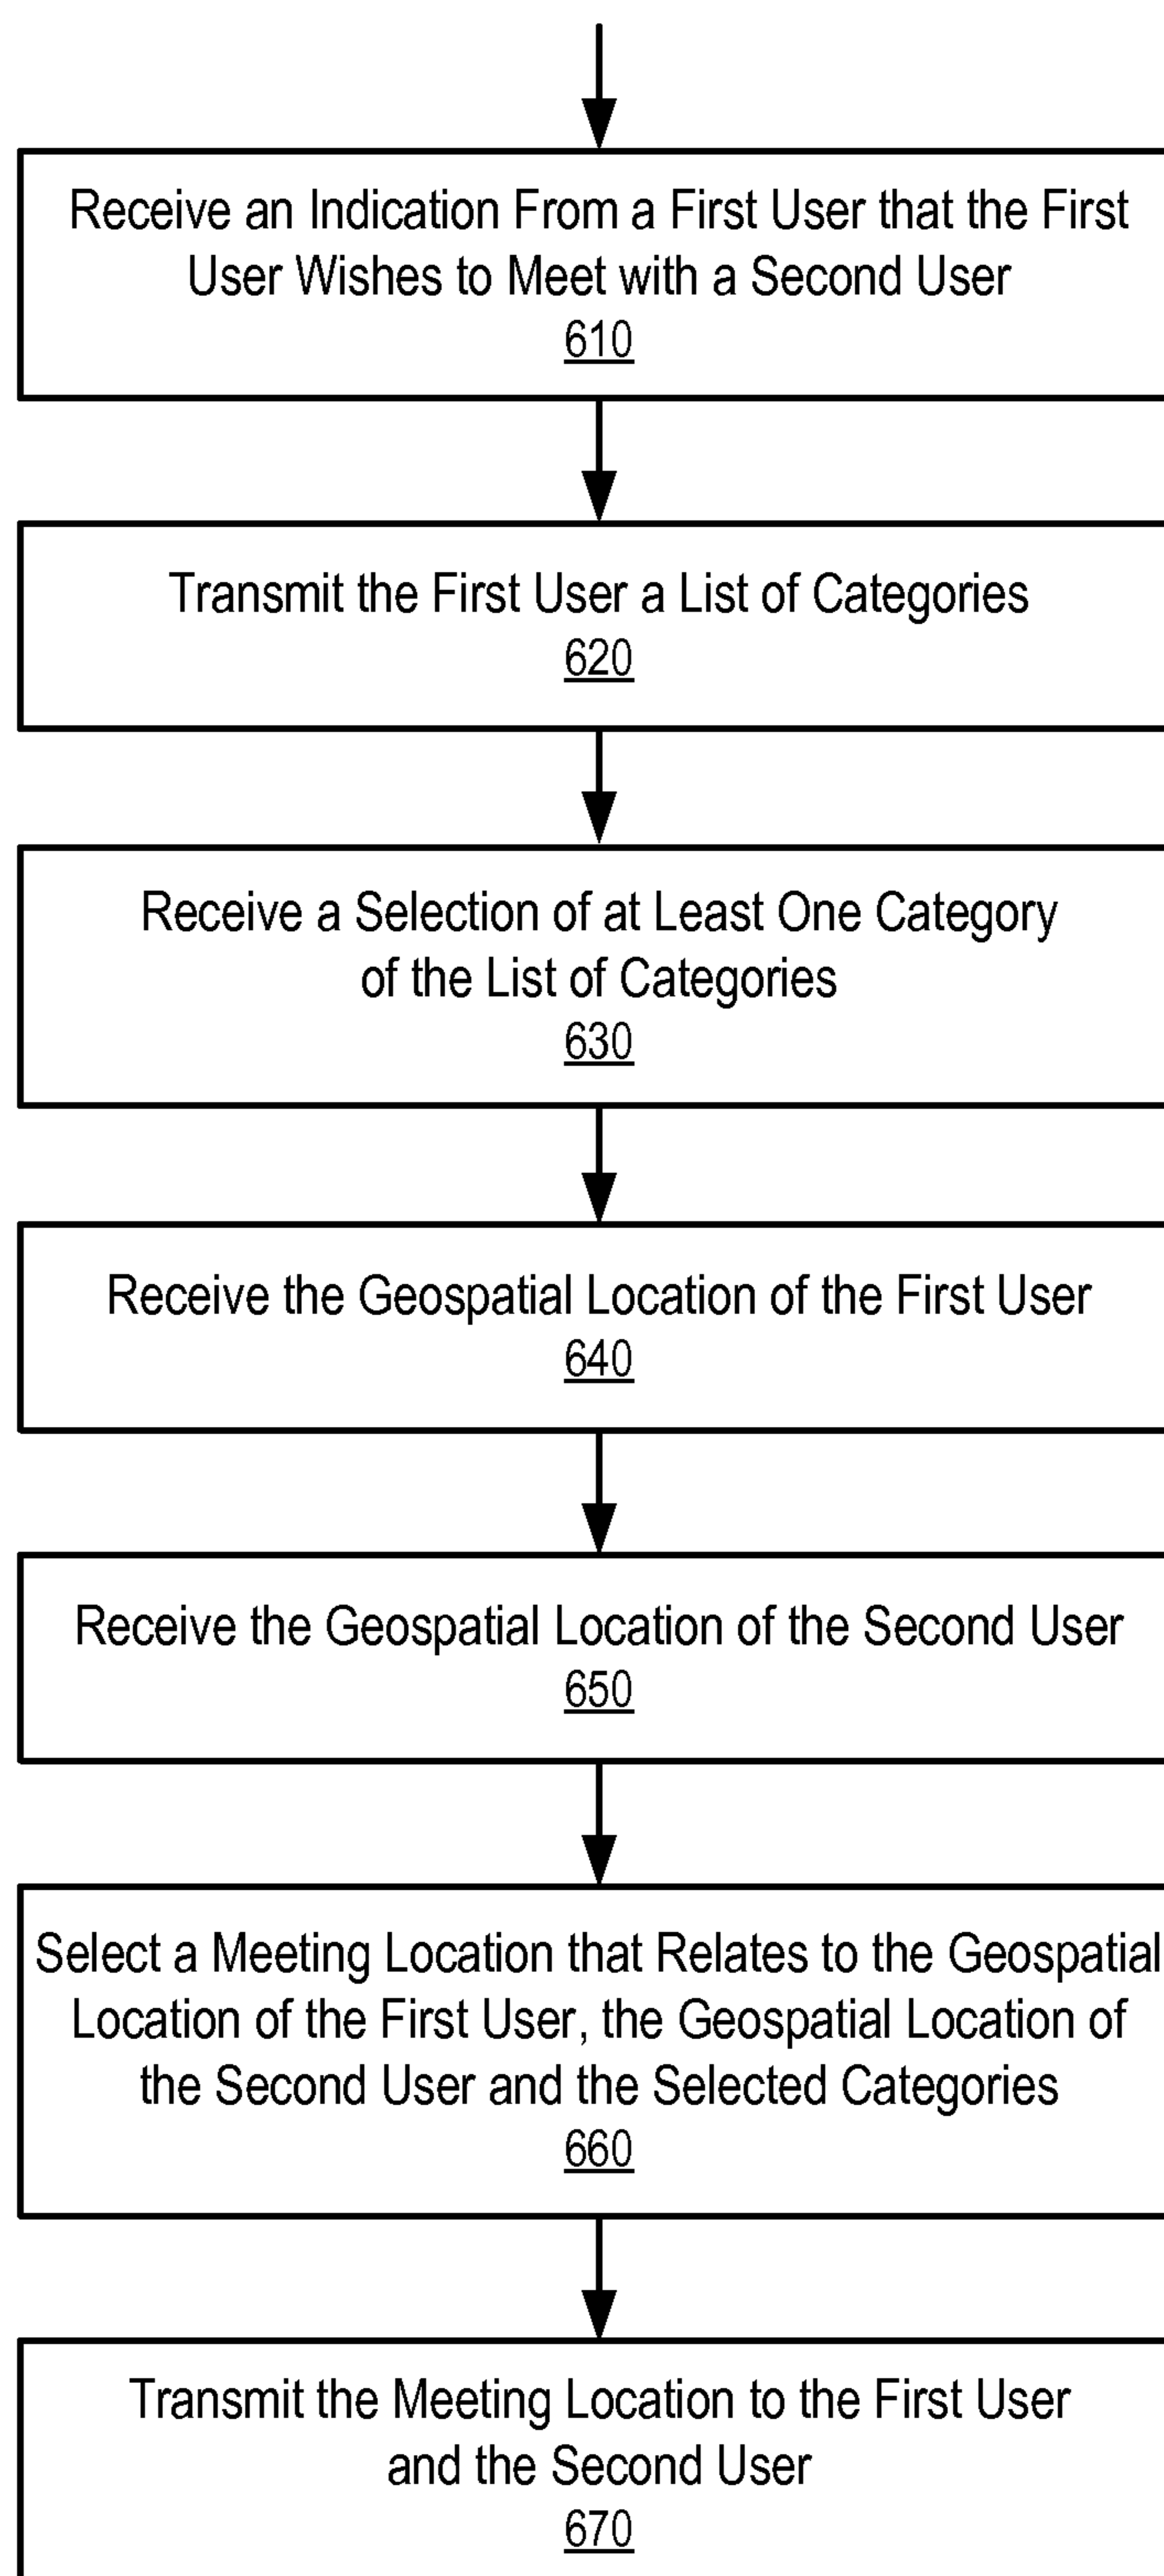 Receive an Indication From a First User that the First
User Wishes to Meet with a Second User
610
Transmit the First User a List of Categories
620
Receive a Selection of at Least One Category
of the List of Categories
630
Receive the Geospatial Location of the First User
640
Receive the Geospatial Location of the Second User
650
Select a Meeting Location that Relates to the Geospatial
Location of the First User, the Geospatial Location of
the Second User and the Selected Categories
660
Transmit the Meeting Location to the First User
and the Second User
670